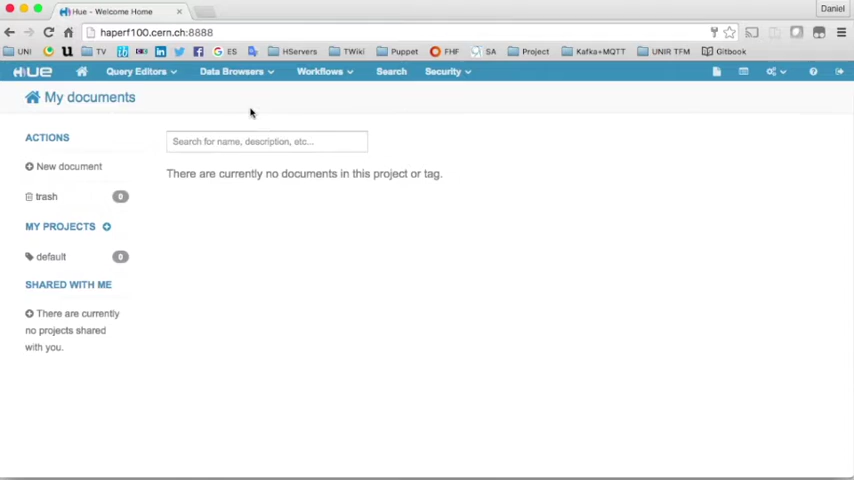 Hue - Welcome Home
Daniel
haperf100.cern.ch:8888
UNI TV ES HServers TWiki Puppet FHF SA Project Kafka+MQTT UNIR TFM Gitbook
HUE Query Editors Data Browsers Workflows Search Security
My documents
ACTIONS
Search for name, description, etc...
New document
There are currently no documents in this project or tag.
trash 0
MY PROJECTS
default 0
SHARED WITH ME
There are currently
no projects shared
with you.